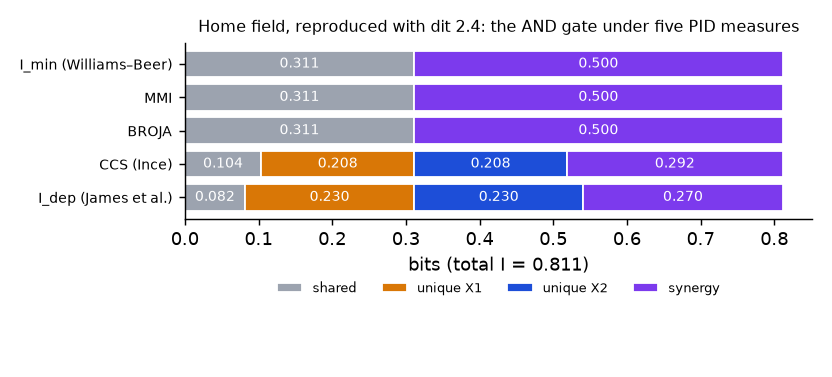 Home field, reproduced with dit 2.4: the AND gate under five PID measures
I_min (Williams–Beer) 0.311 0.500
MMI 0.311 0.500
BROJA 0.311 0.500
CCS (Ince) 0.104 0.208 0.208 0.292
I_dep (James et al.) 0.082 0.230 0.230 0.270
0.0 0.1 0.2 0.3 0.4 0.5 0.6 0.7 0.8
bits (total I = 0.811)
shared unique X1 unique X2 synergy